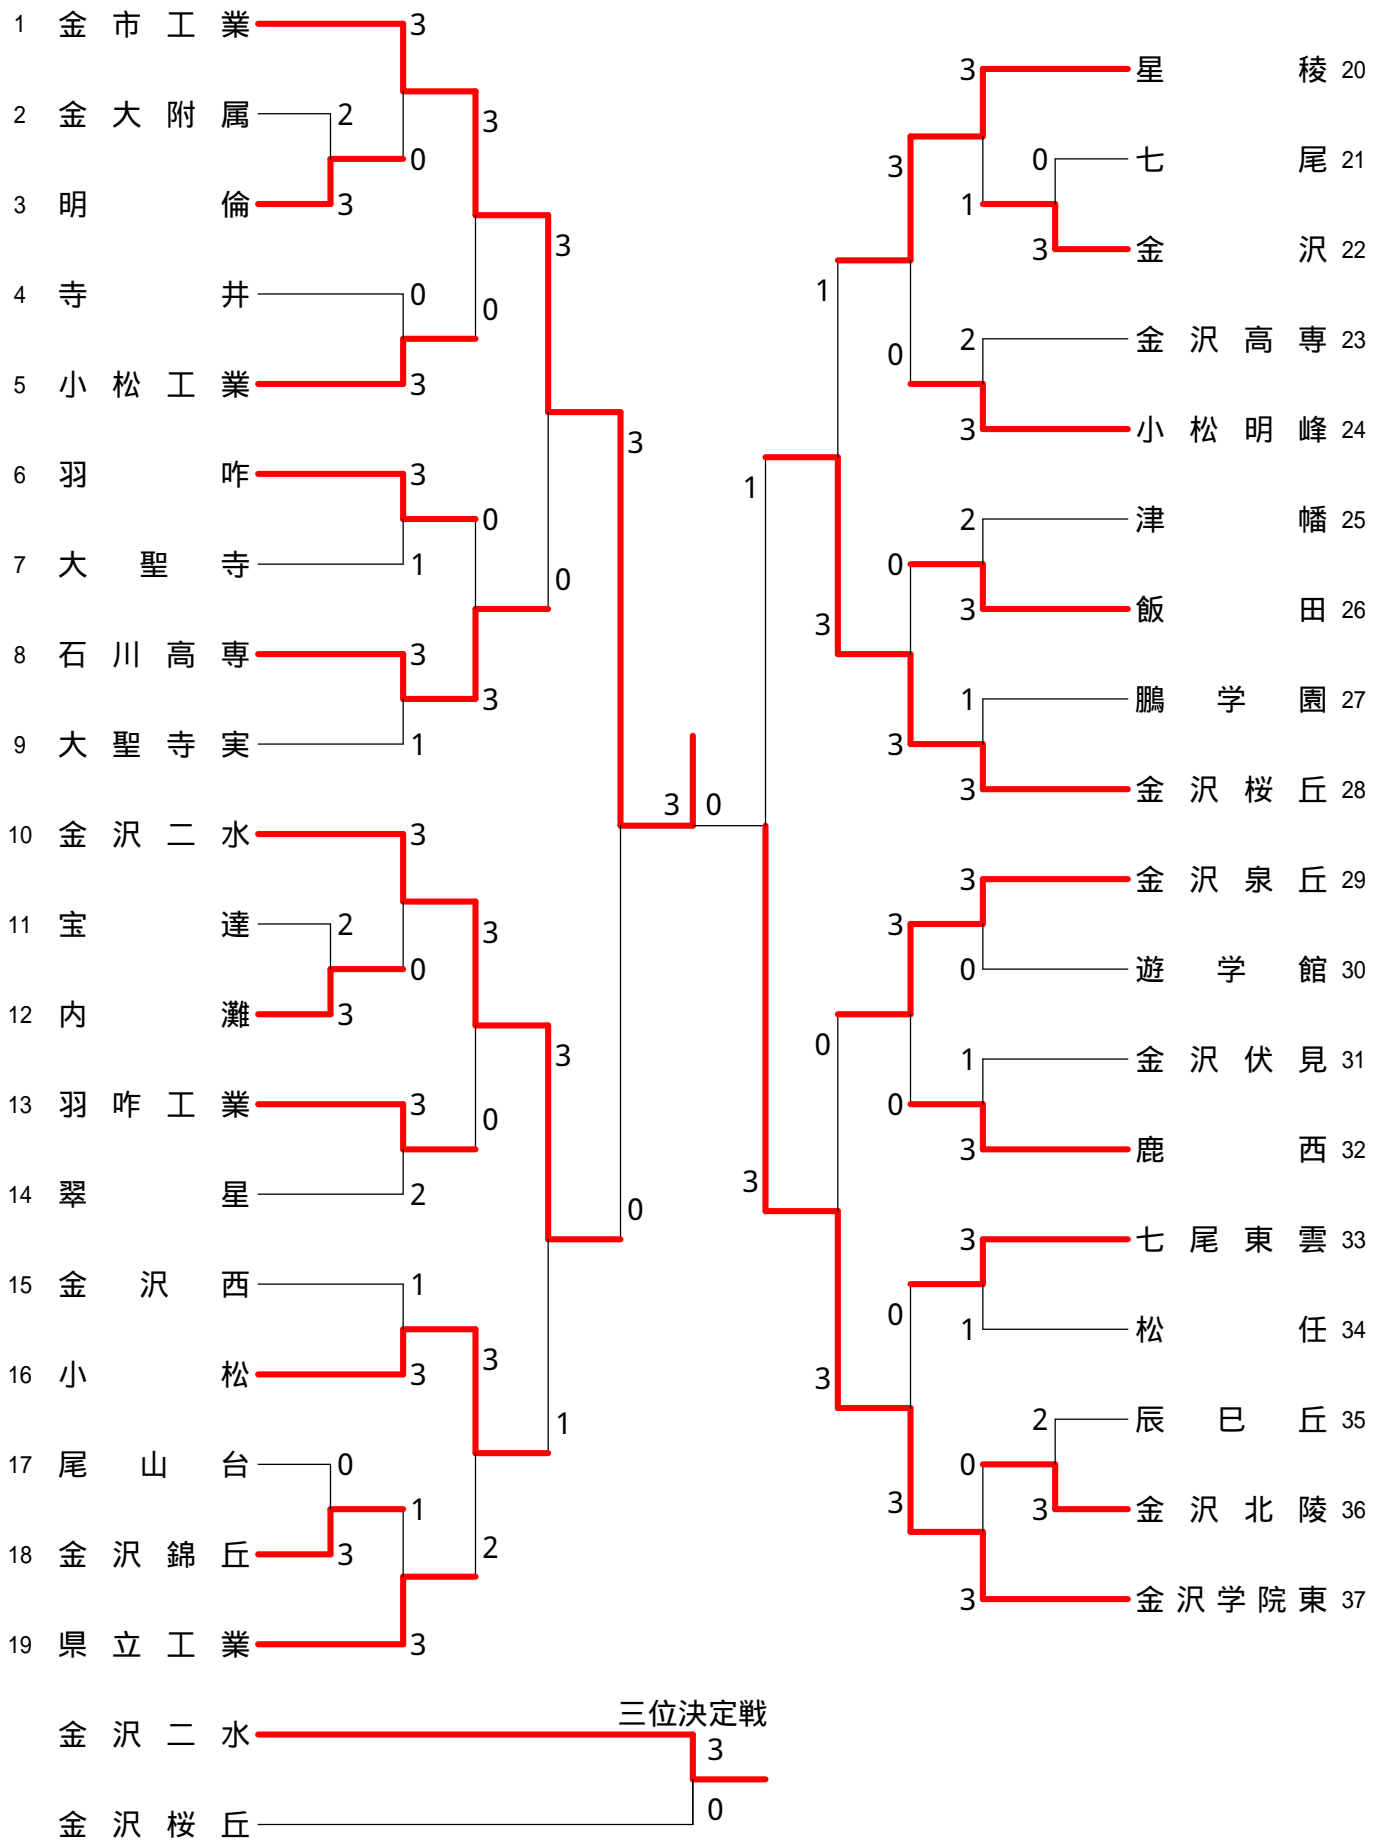 1 金市工業 3
2 金大附属 2
3 0
3 明倫 3
3
4 寺井 0
0
5 小松工業 3
3
6 羽咋 3
0
7 大聖寺 1
0
8 石川高専 3
3
9 大聖寺実 1
3 0
10 金沢二水 3
11 宝達 2
3
0
12 内灘 3
3
13 羽咋工業 3
0
14 翠星 2
0
15 金沢西 1
3
16 小松 3
1
17 尾山台 0
1
18 金沢錦丘 3
2
19 県立工業 3
3 星稜 20
3
0 七尾 21
1
3 金沢 22
1
2 金沢高専 23
0
3 小松明峰 24
1
2 津幡 25
0
3 飯田 26
3
1 鵬学園 27
3
3 金沢桜丘 28
3 金沢泉丘 29
3
0 遊学館 30
0
1 金沢伏見 31
0
3 鹿西 32
3
3 七尾東雲 33
0
1 松任 34
3
2 辰巳丘 35
0
3 金沢北陵 36
3
3 金沢学院東 37
三位決定戦
金沢二水 3
金沢桜丘 0